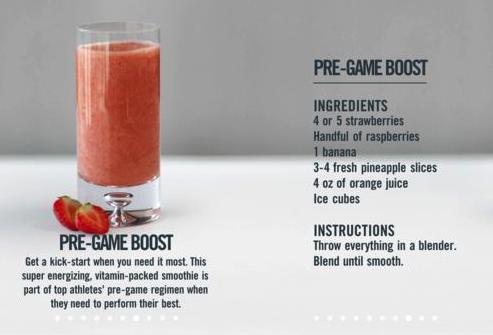 PRE-GAME BOOST
Get a kick-start when you need it most. This
super energizing, vitamin-packed smoothie is
part of top athletes' pre-game regimen when
they need to perform their best.
PRE-GAME BOOST
INGREDIENTS
4 or 5 strawberries
Handful of raspberries
1 banana
3-4 fresh pineapple slices
4 oz of orange juice
Ice cubes
INSTRUCTIONS
Throw everything in a blender.
Blend until smooth.